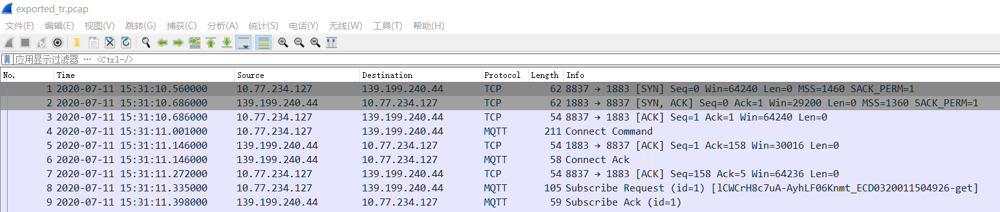 exported_tr.pcap
文件(F) 编辑(E) 视图(V) 跳转(G) 捕获(C) 分析(A) 统计(S) 电话(Y) 无线(W) 工具(T) 帮助(H)
应用显示过滤器 … <Ctrl-/>
No. Time Source Destination Protocol Length Info
1 2020-07-11 15:31:10.560000 10.77.234.127 139.199.240.44 TCP 62 8837 → 1883 [SYN] Seq=0 Win=64240 Len=0 MSS=1460 SACK_PERM=1
2 2020-07-11 15:31:10.686000 139.199.240.44 10.77.234.127 TCP 62 1883 → 8837 [SYN, ACK] Seq=0 Ack=1 Win=29200 Len=0 MSS=1360 SACK_PERM=1
3 2020-07-11 15:31:10.686000 10.77.234.127 139.199.240.44 TCP 54 8837 → 1883 [ACK] Seq=1 Ack=1 Win=64240 Len=0
4 2020-07-11 15:31:11.001000 10.77.234.127 139.199.240.44 MQTT 211 Connect Command
5 2020-07-11 15:31:11.146000 139.199.240.44 10.77.234.127 TCP 54 1883 → 8837 [ACK] Seq=1 Ack=158 Win=30016 Len=0
6 2020-07-11 15:31:11.146000 139.199.240.44 10.77.234.127 MQTT 58 Connect Ack
7 2020-07-11 15:31:11.272000 10.77.234.127 139.199.240.44 TCP 54 8837 → 1883 [ACK] Seq=158 Ack=5 Win=64236 Len=0
8 2020-07-11 15:31:11.335000 10.77.234.127 139.199.240.44 MQTT 105 Subscribe Request (id=1) [lCWCrH8c7uA-AyhLF06Knmt_ECD0320011504926-get]
9 2020-07-11 15:31:11.398000 139.199.240.44 10.77.234.127 MQTT 59 Subscribe Ack (id=1)